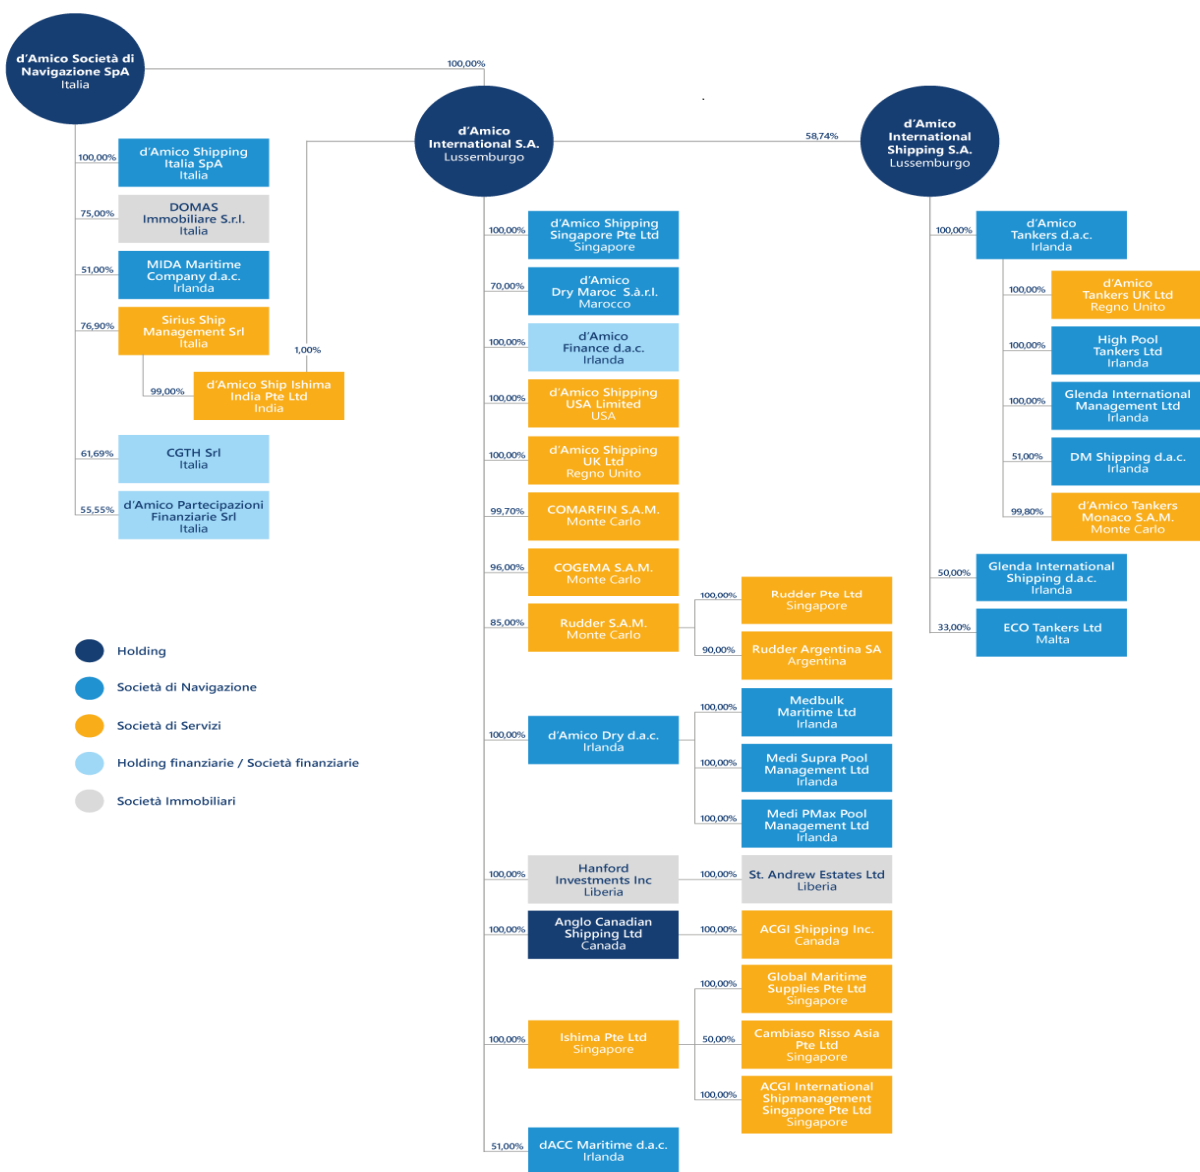 d'Amico Società di
Navigazione SpA
Italia
100,00%
d'Amico
International S.A.
Lussemburgo
58,74%
d'Amico
International
Shipping S.A.
Lussemburgo
100,00%
d'Amico Shipping
Italia SpA
Italia
75,00%
DOMAS
Immobiliare S.r.l.
Italia
51,00%
MIDA Maritime
Company d.a.c.
Irlanda
76,90%
Sirius Ship
Management Srl
Italia
1,00%
99,00%
d'Amico Ship Ishima
India Pte Ltd
India
61,69%
CGTH Srl
Italia
55,55%
d'Amico Partecipazioni
Finanziarie Srl
Italia
Holding
Società di Navigazione
Società di Servizi
Holding finanziarie / Società finanziarie
Società Immobiliari
100,00%
d'Amico Shipping
Singapore Pte Ltd
Singapore
70,00%
d'Amico
Dry Maroc S.à.r.l.
Marocco
100,00%
d'Amico
Finance d.a.c.
Irlanda
100,00%
d'Amico Shipping
USA Limited
USA
100,00%
d'Amico Shipping
UK Ltd
Regno Unito
99,70%
COMARFIN S.A.M.
Monte Carlo
96,00%
COGEMA S.A.M.
Monte Carlo
85,00%
Rudder S.A.M.
Monte Carlo
100,00%
Rudder Pte Ltd
Singapore
90,00%
Rudder Argentina SA
Argentina
100,00%
d'Amico Dry d.a.c.
Irlanda
100,00%
Medbulk
Maritime Ltd
Irlanda
100,00%
Medi Supra Pool
Management Ltd
Irlanda
100,00%
Medi PMax Pool
Management Ltd
Irlanda
100,00%
Hanford
Investments Inc
Liberia
100,00%
St. Andrew Estates Ltd
Liberia
100,00%
Anglo Canadian
Shipping Ltd
Canada
100,00%
ACGI Shipping Inc.
Canada
100,00%
Ishima Pte Ltd
Singapore
100,00%
Global Maritime
Supplies Pte Ltd
Singapore
50,00%
Cambiaso Risso Asia
Pte Ltd
Singapore
100,00%
ACGI International
Shipmanagement
Singapore Pte Ltd
Singapore
51,00%
dACC Maritime d.a.c.
Irlanda
100,00%
d'Amico
Tankers d.a.c.
Irlanda
100,00%
d'Amico
Tankers UK Ltd
Regno Unito
100,00%
High Pool
Tankers Ltd
Irlanda
100,00%
Glenda International
Management Ltd
Irlanda
51,00%
DM Shipping d.a.c.
Irlanda
99,80%
d'Amico Tankers
Monaco S.A.M.
Monte Carlo
50,00%
Glenda International
Shipping d.a.c.
Irlanda
33,00%
ECO Tankers Ltd
Malta